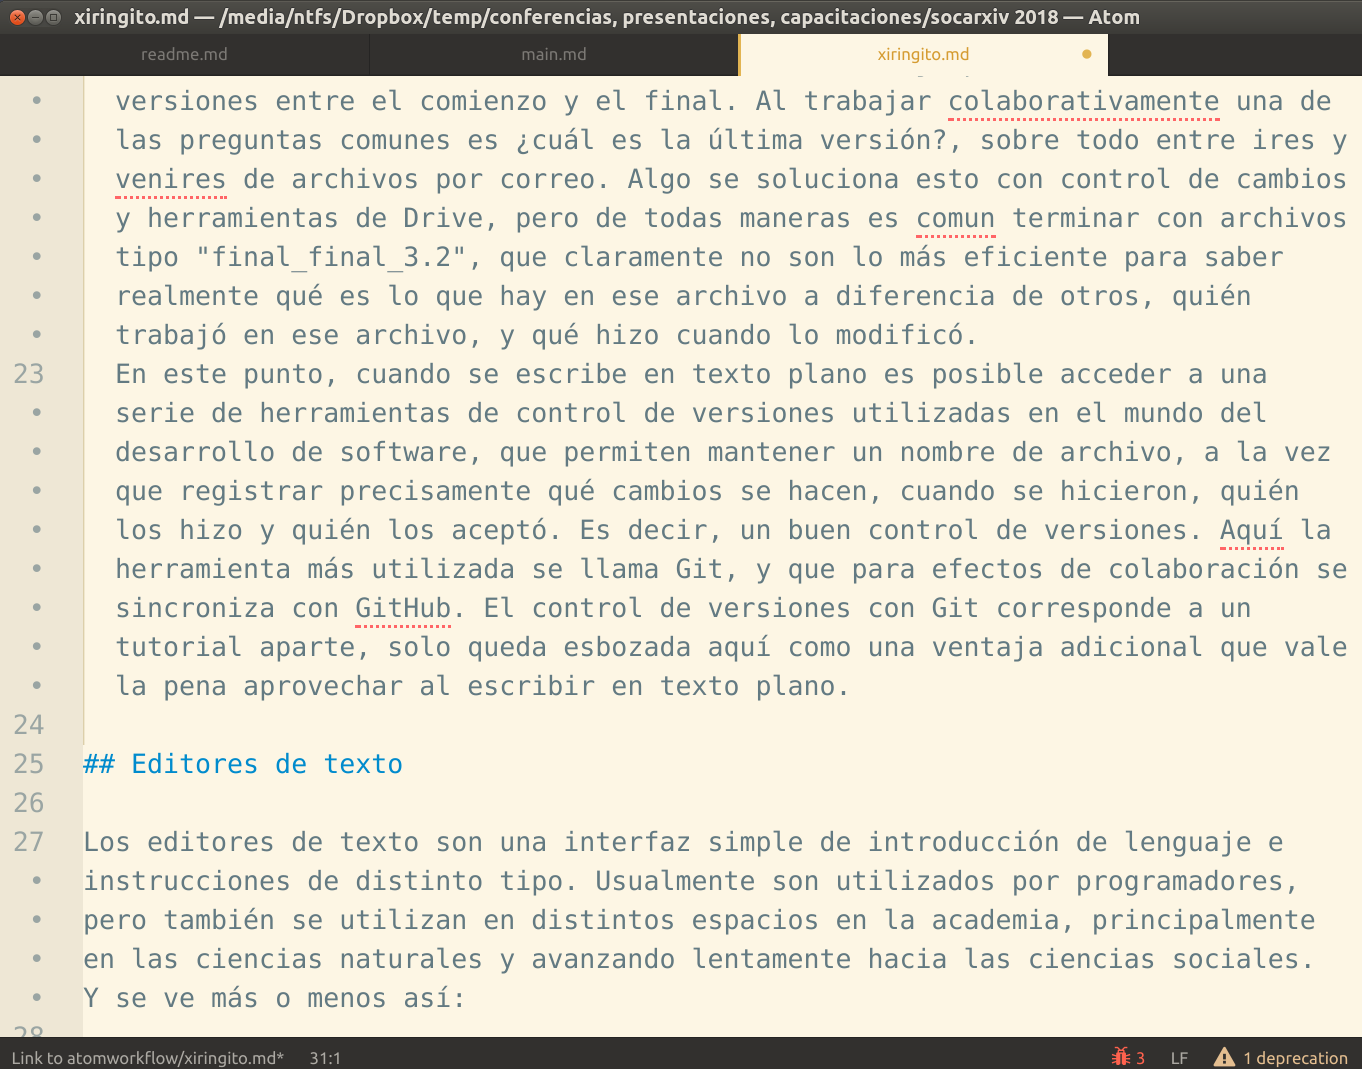 xiringito.md — /media/ntfs/Dropbox/temp/conferencias, presentaciones, capacitaciones/socarxiv 2018 — Atom
readme.md
main.md
xiringito.md
versiones entre el comienzo y el final. Al trabajar colaborativamente una de
las preguntas comunes es ¿cuál es la última versión?, sobre todo entre ires y
venires de archivos por correo. Algo se soluciona esto con control de cambios
y herramientas de Drive, pero de todas maneras es comun terminar con archivos
tipo "final_final_3.2", que claramente no son lo más eficiente para saber
realmente qué es lo que hay en ese archivo a diferencia de otros, quién
trabajó en ese archivo, y qué hizo cuando lo modificó.
23 En este punto, cuando se escribe en texto plano es posible acceder a una
serie de herramientas de control de versiones utilizadas en el mundo del
desarrollo de software, que permiten mantener un nombre de archivo, a la vez
que registrar precisamente qué cambios se hacen, cuando se hicieron, quién
los hizo y quién los aceptó. Es decir, un buen control de versiones. Aquí la
herramienta más utilizada se llama Git, y que para efectos de colaboración se
sincroniza con GitHub. El control de versiones con Git corresponde a un
tutorial aparte, solo queda esbozada aquí como una ventaja adicional que vale
la pena aprovechar al escribir en texto plano.
24
25 ## Editores de texto
26
27 Los editores de texto son una interfaz simple de introducción de lenguaje e
instrucciones de distinto tipo. Usualmente son utilizados por programadores,
pero también se utilizan en distintos espacios en la academia, principalmente
en las ciencias naturales y avanzando lentamente hacia las ciencias sociales.
Y se ve más o menos así:
28
Link to atomworkflow/xiringito.md* 31:1 3 LF 1 deprecation